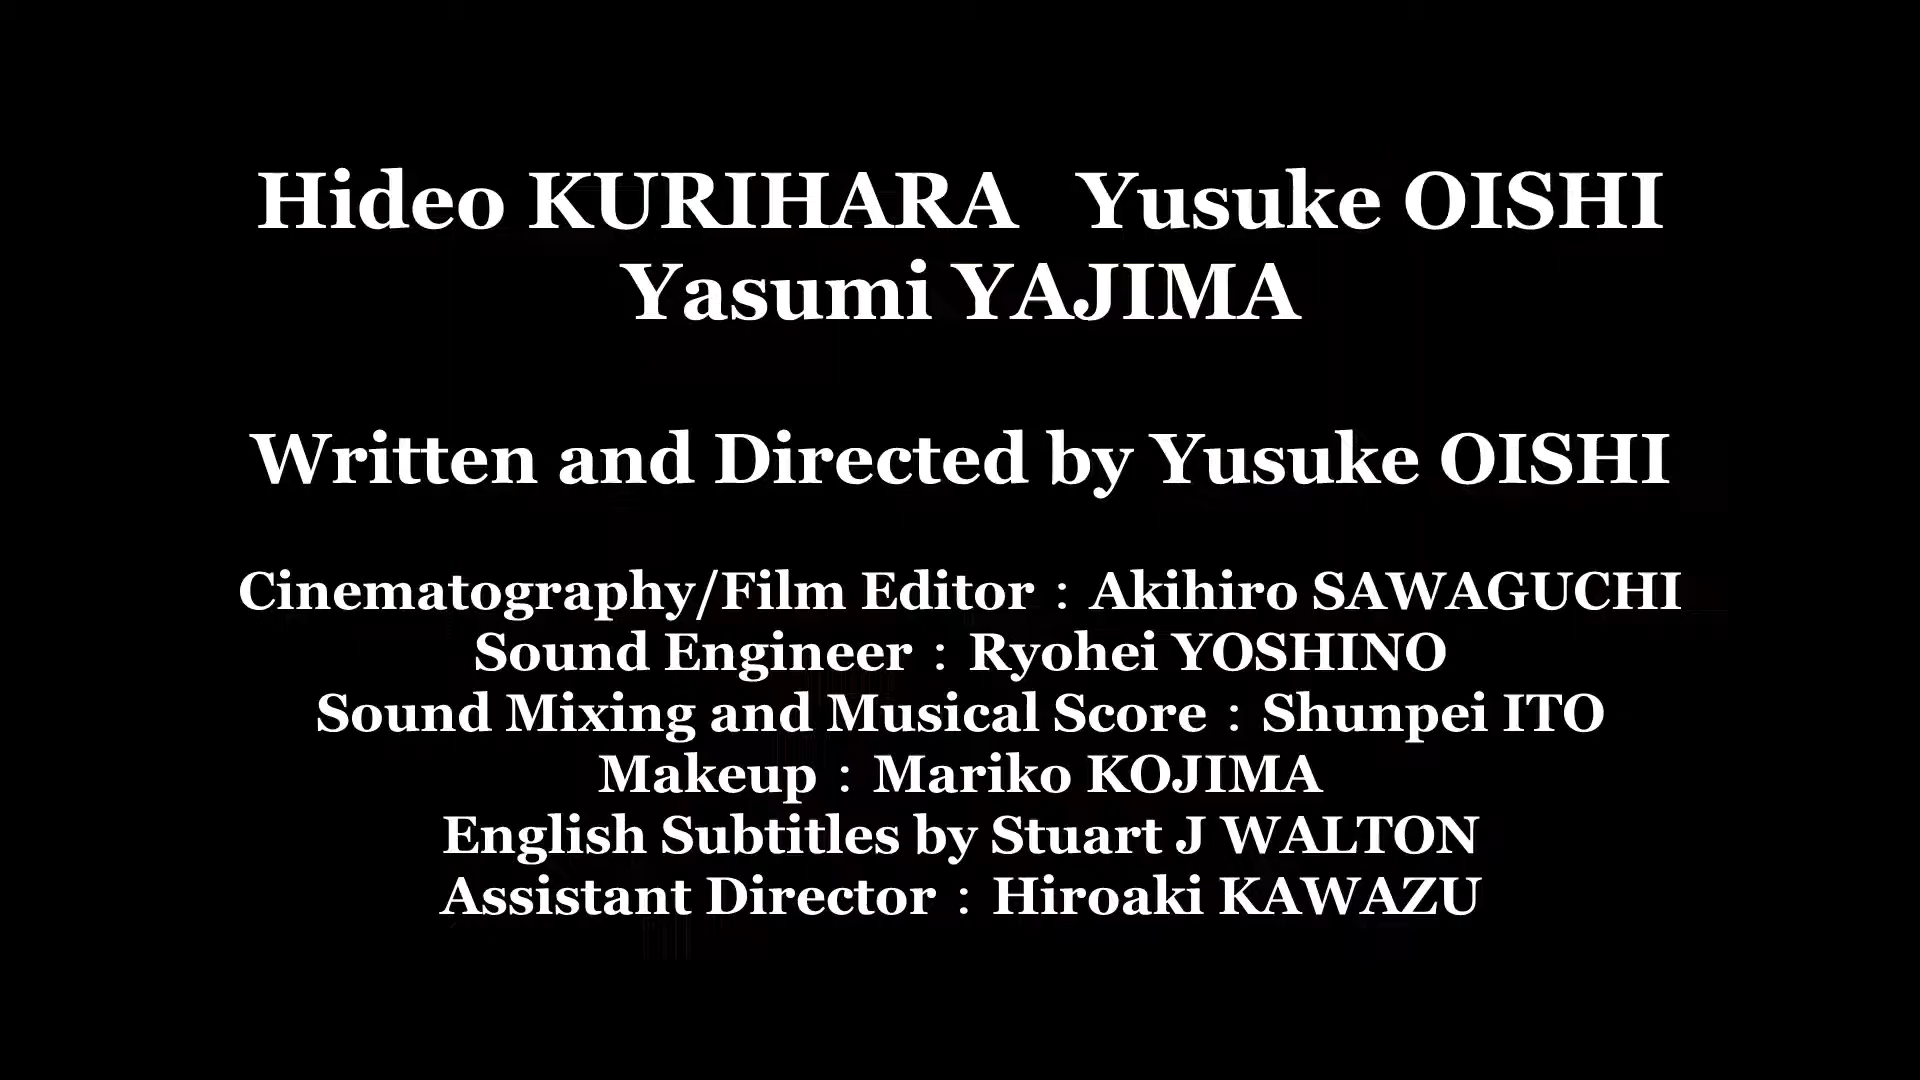 Hideo KURIHARA Yusuke OISHI
Yasumi YAJIMA
Written and Directed by Yusuke OISHI
Cinematography/Film Editor : Akihiro SAWAGUCHI
Sound Engineer : Ryohei YOSHINO
Sound Mixing and Musical Score : Shunpei ITO
Makeup : Mariko KOJIMA
English Subtitles by Stuart J WALTON
Assistant Director : Hiroaki KAWAZU